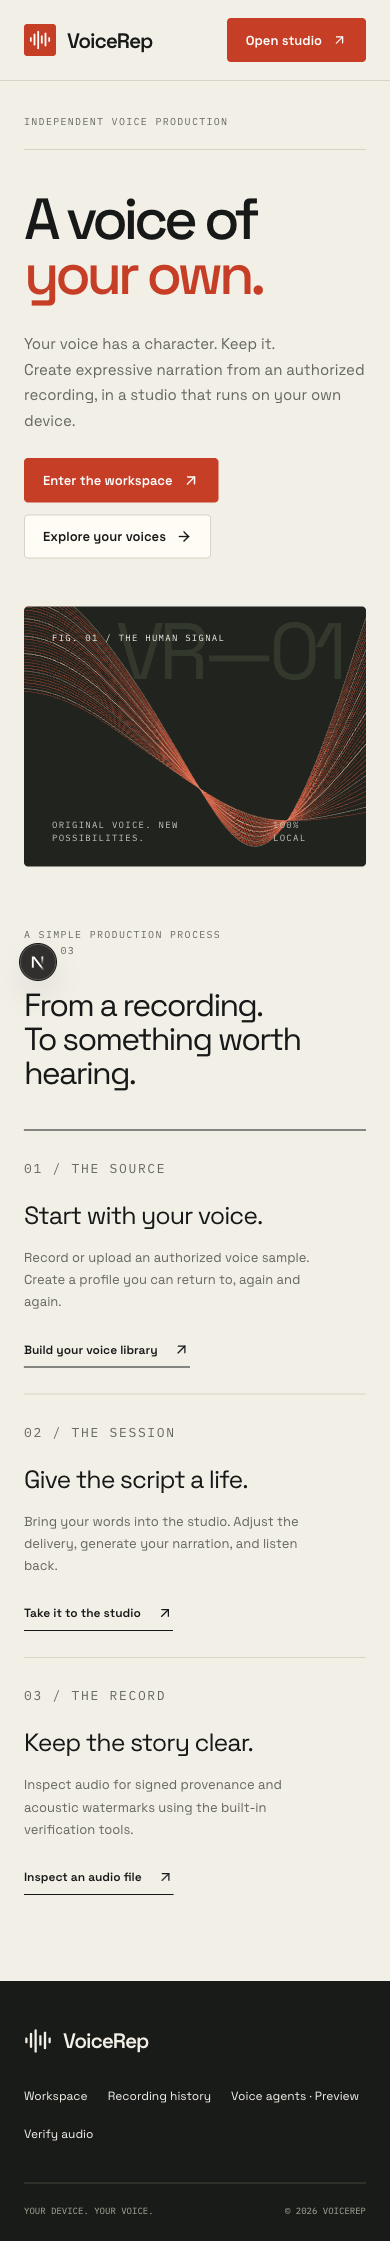 VoiceRep
Open studio
INDEPENDENT VOICE PRODUCTION
A voice of
your own.
Your voice has a character. Keep it.
Create expressive narration from an authorized
recording, in a studio that runs on your own
device.
Enter the workspace
Explore your voices
VR—01
FIG. 01 / THE HUMAN SIGNAL
ORIGINAL VOICE. NEW
POSSIBILITIES.
100%
LOCAL
A SIMPLE PRODUCTION PROCESS
03
N
From a recording.
To something worth
hearing.
01 / THE SOURCE
Start with your voice.
Record or upload an authorized voice sample.
Create a profile you can return to, again and
again.
Build your voice library
02 / THE SESSION
Give the script a life.
Bring your words into the studio. Adjust the
delivery, generate your narration, and listen
back.
Take it to the studio
03 / THE RECORD
Keep the story clear.
Inspect audio for signed provenance and
acoustic watermarks using the built-in
verification tools.
Inspect an audio file
VoiceRep
Workspace Recording history Voice agents · Preview
Verify audio
YOUR DEVICE. YOUR VOICE.
© 2026 VOICEREP